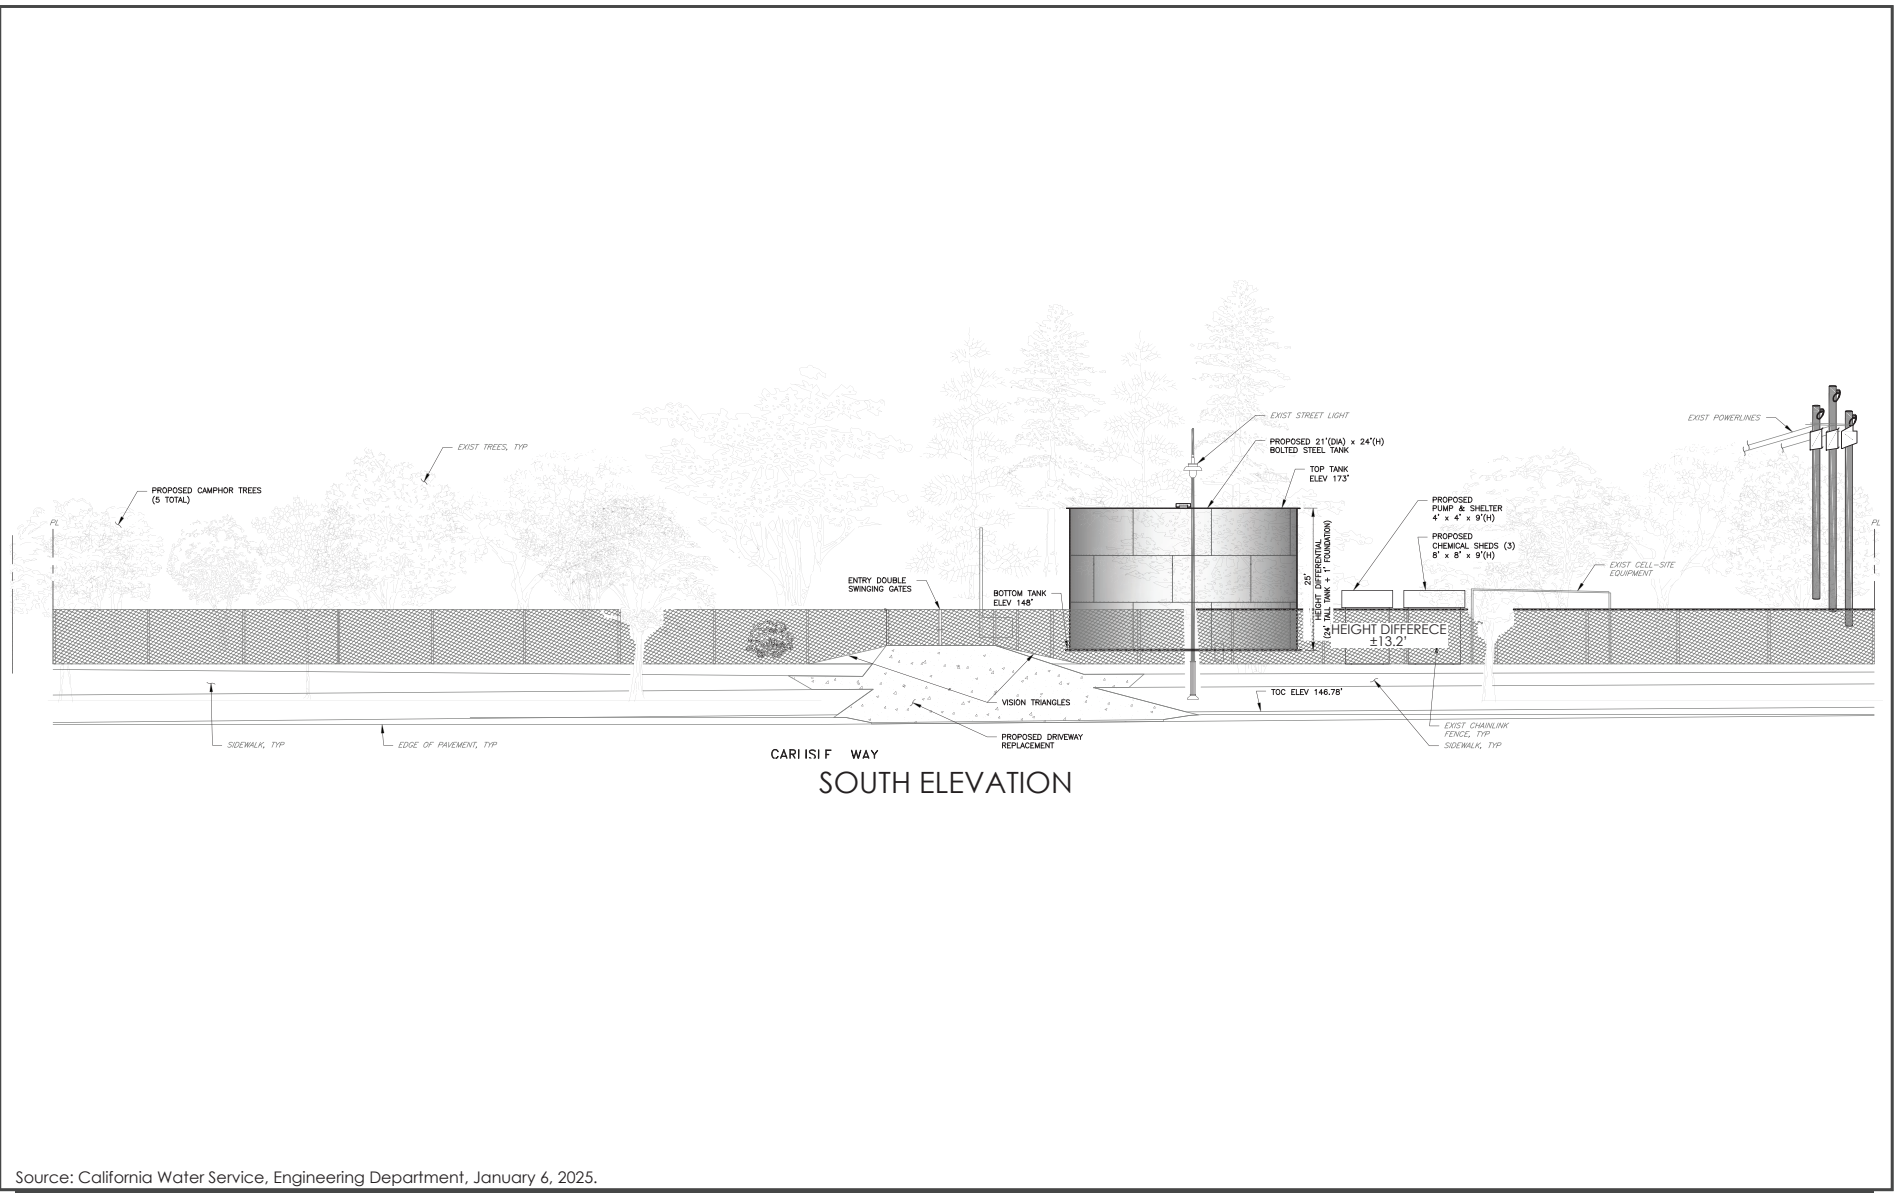 EXIST STREET LIGHT
EXIST POWERLINES
PROPOSED 21'(DIA) x 24'(H)
BOLTED STEEL TANK
EXIST TREES, TYP
TOP TANK
ELEV 173'
PROPOSED CAMPHOR TREES
(5 TOTAL)
PROPOSED
PUMP & SHELTER
4' x 4' x 9'(H)
PL
PL
PROPOSED
CHEMICAL SHEDS (3)
8' x 8' x 9'(H)
EXIST CELL-SITE
EQUIPMENT
25'
HEIGHT DIFFERENTIAL
(24' TALL TANK + 1' FOUNDATION)
ENTRY DOUBLE
SWINGING GATES
BOTTOM TANK
ELEV 148'
HEIGHT DIFFERECE
±13.2'
TOC ELEV 146.78'
VISION TRIANGLES
EXIST CHAINLINK
FENCE, TYP
SIDEWALK, TYP
EDGE OF PAVEMENT, TYP
PROPOSED DRIVEWAY
REPLACEMENT
SIDEWALK, TYP
CARLISLE WAY
SOUTH ELEVATION
Source: California Water Service, Engineering Department, January 6, 2025.